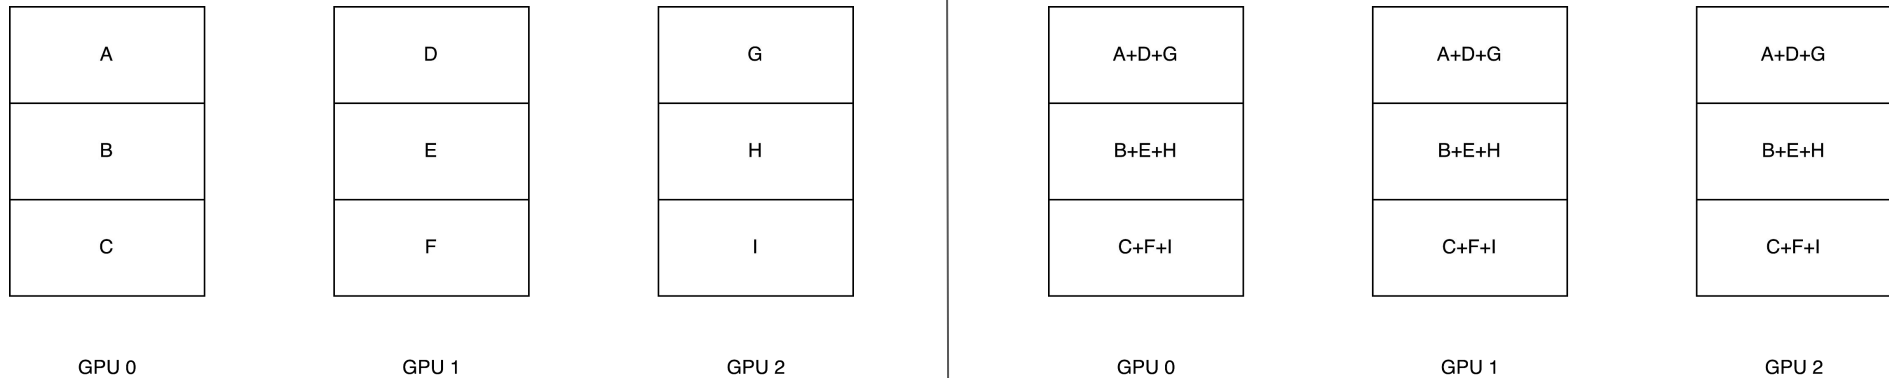 A D G A+D+G A+D+G A+D+G
B E H B+E+H B+E+H B+E+H
C F I C+F+I C+F+I C+F+I
GPU 0 GPU 1 GPU 2 GPU 0 GPU 1 GPU 2